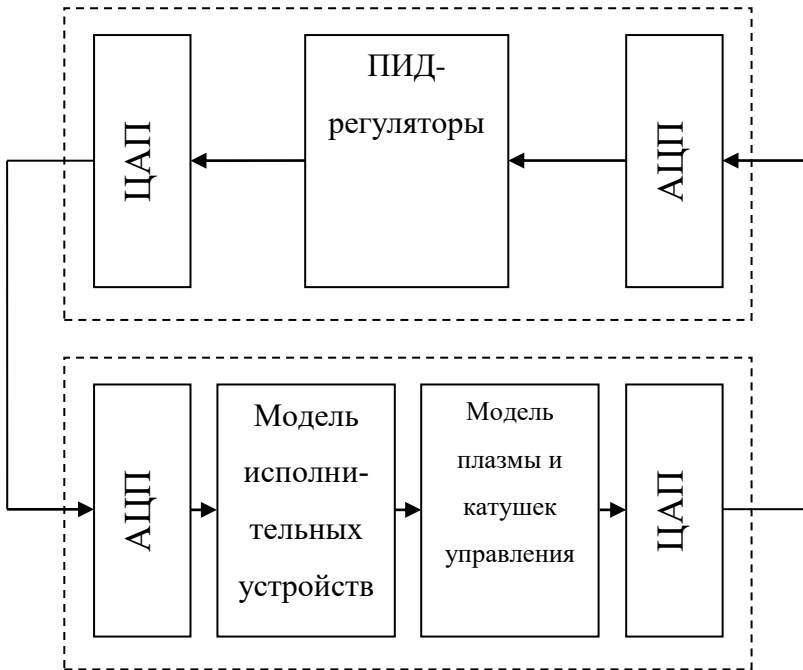 ЦАП
ПИД-
регуляторы
АЦП
АЦП
Модель
исполни-
тельных
устройств
Модель
плазмы и
катушек
управления
ЦАП